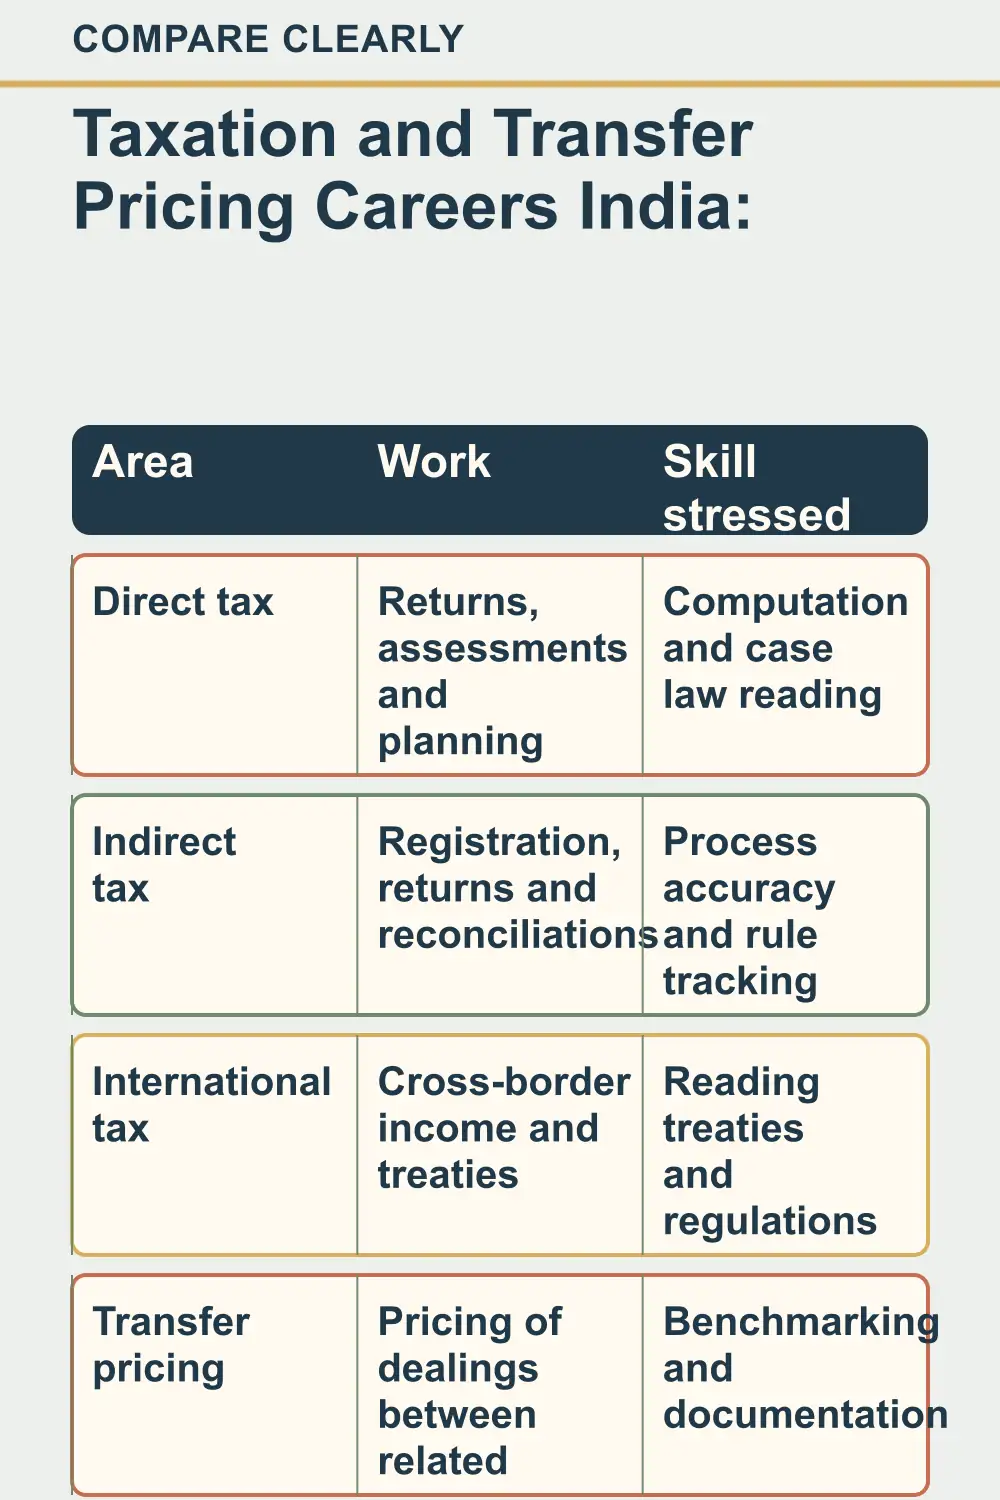 COMPARE CLEARLY
Taxation and Transfer
Pricing Careers India:
Area
Work
Skill
stressed
Direct tax
Returns,
assessments
and
planning
Computation
and case
law reading
Indirect
tax
Registration,
returns and
reconciliations
Process
accuracy
and rule
tracking
International
tax
Cross-border
income and
treaties
Reading
treaties
and
regulations
Transfer
pricing
Pricing of
dealings
between
related
Benchmarking
and
documentation